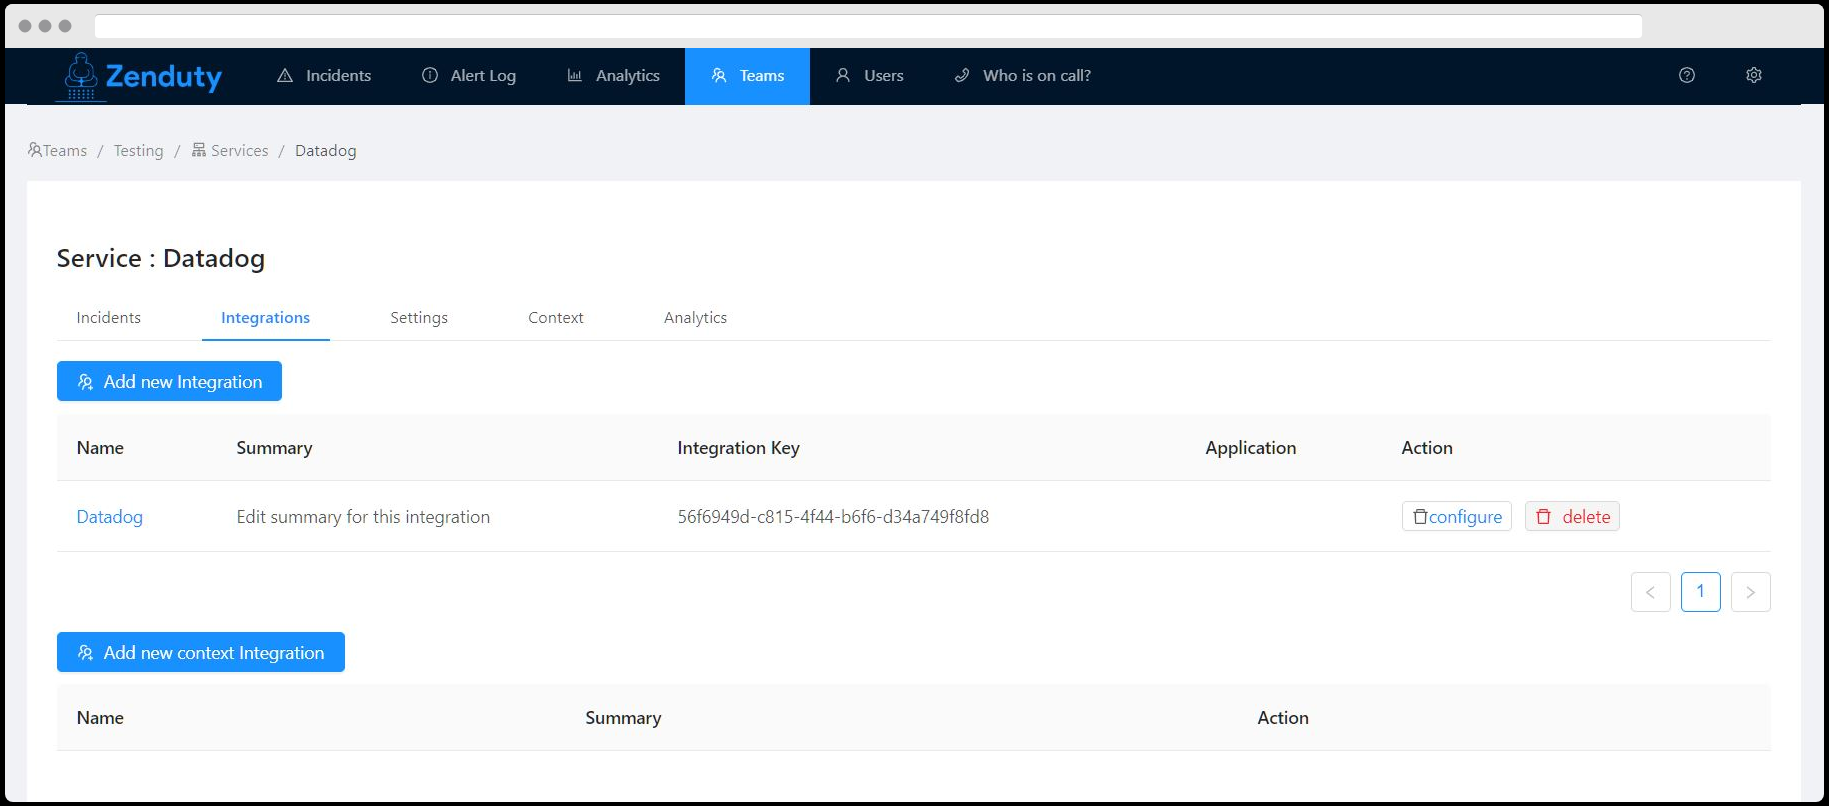 Zenduty Incidents Alert Log Analytics Teams Users Who is on call?
Teams / Testing / Services / Datadog
Service : Datadog
Incidents Integrations Settings Context Analytics
Add new Integration
Name Summary Integration Key Application Action
Datadog Edit summary for this integration 56f6949d-c815-4f44-b6f6-d34a749f8fd8 configure delete
< 1 >
Add new context Integration
Name Summary Action